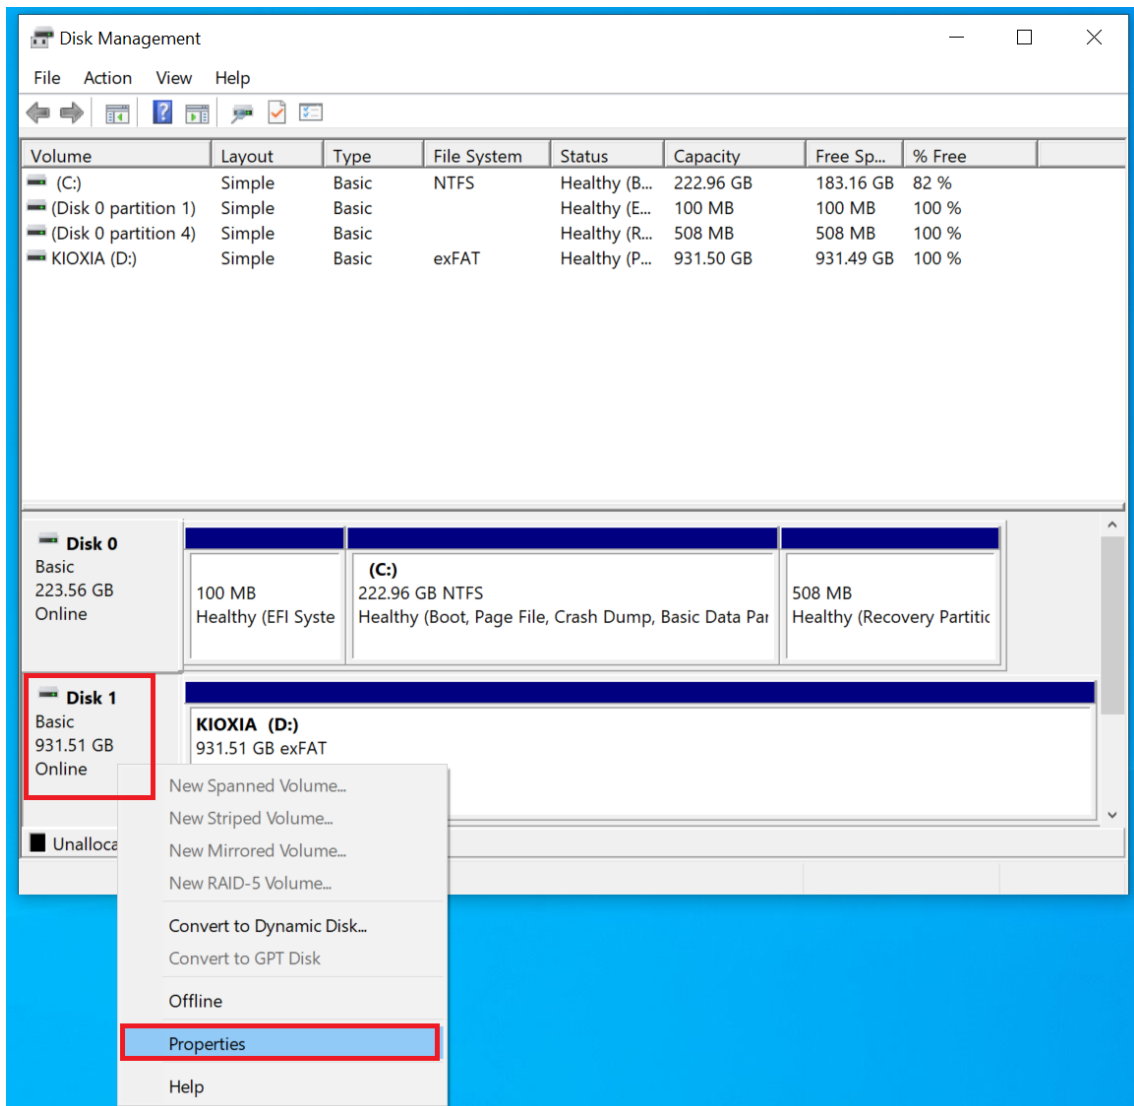 Disk Management
File Action View Help
Volume Layout Type File System Status Capacity Free Sp... % Free
(C:) Simple Basic NTFS Healthy (B... 222.96 GB 183.16 GB 82 %
(Disk 0 partition 1) Simple Basic Healthy (E... 100 MB 100 MB 100 %
(Disk 0 partition 4) Simple Basic Healthy (R... 508 MB 508 MB 100 %
KIOXIA (D:) Simple Basic exFAT Healthy (P... 931.50 GB 931.49 GB 100 %
Disk 0
Basic
223.56 GB
Online
100 MB
Healthy (EFI Syste
(C:)
222.96 GB NTFS
Healthy (Boot, Page File, Crash Dump, Basic Data Par
508 MB
Healthy (Recovery Partitic
Disk 1
Basic
931.51 GB
Online
KIOXIA (D:)
931.51 GB exFAT
Unalloca
New Spanned Volume...
New Striped Volume...
New Mirrored Volume...
New RAID-5 Volume...
Convert to Dynamic Disk...
Convert to GPT Disk
Offline
Properties
Help